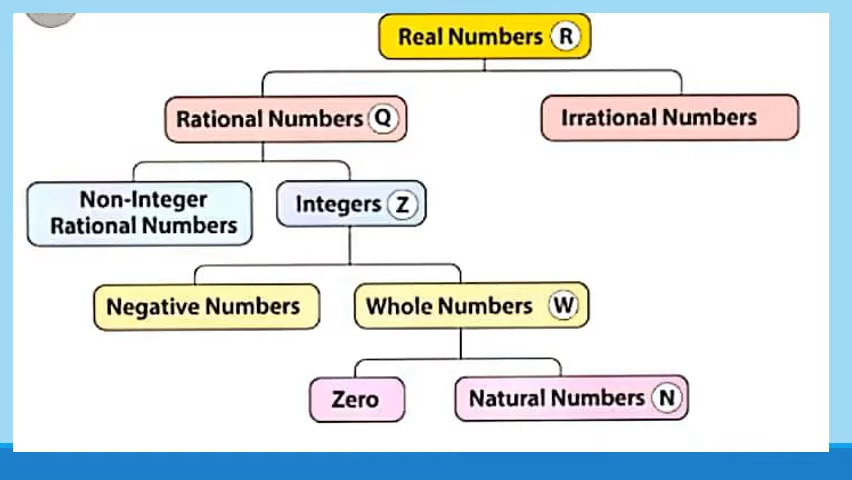 Real Numbers R
Rational Numbers Q
Irrational Numbers
Non-Integer
Rational Numbers
Integers Z
Negative Numbers
Whole Numbers W
Zero
Natural Numbers N